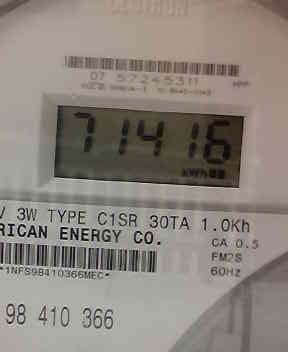 CENTRON
07 57245311
71416
kWh
V 3W TYPE C1SR 30TA 1.0Kh
RICAN ENERGY CO.
CA 0.5
FM2S
60Hz
*1NFS98410366MEC*
98 410 366